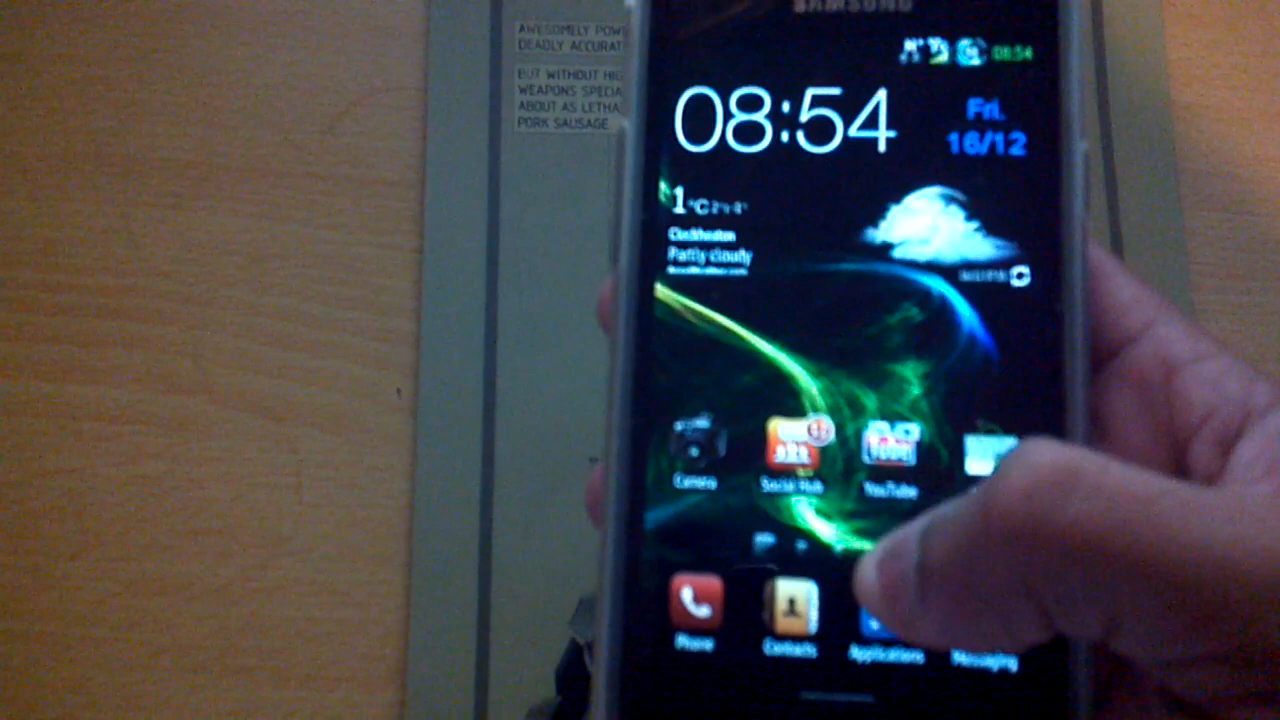 AWESOMELY POW
DEADLY ACCURAT
BUT WITHOUT HIG
WEAPONS SPECIA
ABOUT AS LETHA
PORK SAUSAGE
SAMSUNG
08:54
08:54
Fri.
16/12
1°C
Cleckheaton
Partly cloudy
Camera
Social Hub
YouTube
Phone
Contacts
Applications
Messaging